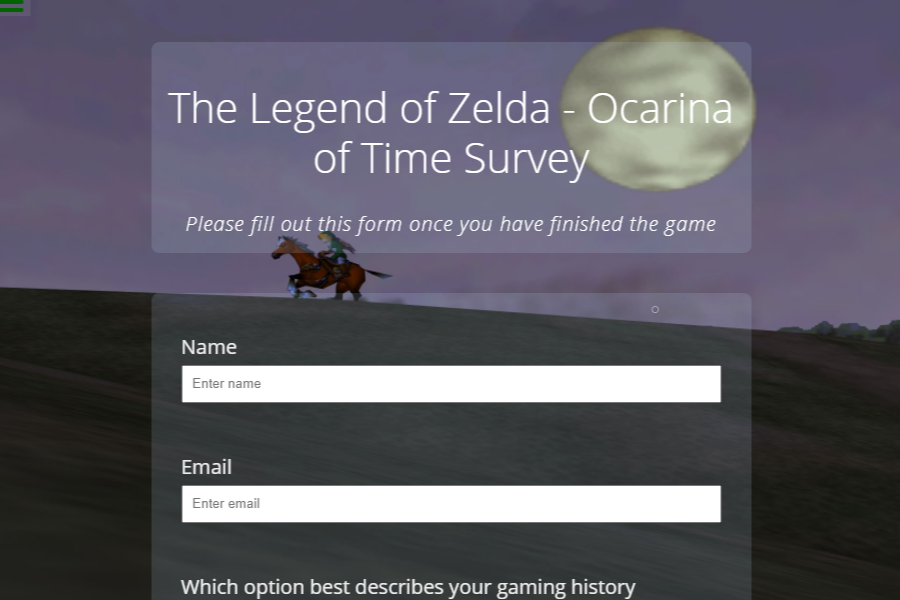 The Legend of Zelda - Ocarina
of Time Survey
Please fill out this form once you have finished the game
Name
Enter name
Email
Enter email
Which option best describes your gaming history